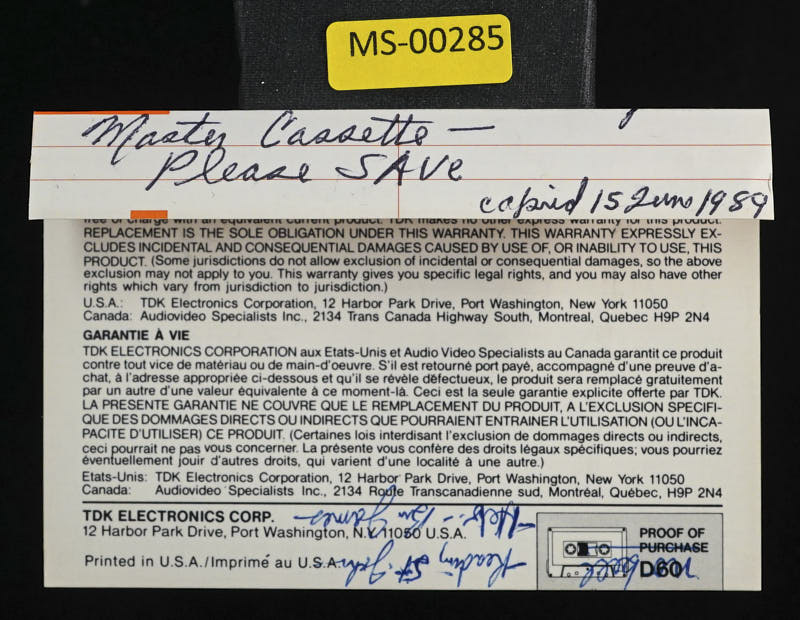 MS-00285
Master Cassette —
Please SAVE
copied 15 June 1989
free of charge with an equivalent current product. TDK makes no other express warranty for this product.
REPLACEMENT IS THE SOLE OBLIGATION UNDER THIS WARRANTY. THIS WARRANTY EXPRESSLY EX-
CLUDES INCIDENTAL AND CONSEQUENTIAL DAMAGES CAUSED BY USE OF, OR INABILITY TO USE, THIS
PRODUCT. (Some jurisdictions do not allow exclusion of incidental or consequential damages, so the above
exclusion may not apply to you. This warranty gives you specific legal rights, and you may also have other
rights which vary from jurisdiction to jurisdiction.)
U.S.A.: TDK Electronics Corporation, 12 Harbor Park Drive, Port Washington, New York 11050
Canada: Audiovideo Specialists Inc., 2134 Trans Canada Highway South, Montreal, Quebec H9P 2N4
GARANTIE À VIE
TDK ELECTRONICS CORPORATION aux Etats-Unis et Audio Video Specialists au Canada garantit ce produit
contre tout vice de matériau ou de main-d'oeuvre. S'il est retourné port payé, accompagné d'une preuve d'a-
chat, à l'adresse appropriée ci-dessous et qu'il se révèle défectueux, le produit sera remplacé gratuitement
par un autre d'une valeur équivalente à ce moment-là. Ceci est la seule garantie explicite offerte par TDK.
LA PRESENTE GARANTIE NE COUVRE QUE LE REMPLACEMENT DU PRODUIT, A L'EXCLUSION SPECIFI-
QUE DES DOMMAGES DIRECTS OU INDIRECTS QUE POURRAIENT ENTRAINER L'UTILISATION (OU L'INCA-
PACITE D'UTILISER) CE PRODUIT. (Certaines lois interdisant l'exclusion de dommages directs ou indirects,
ceci pourrait ne pas vous concerner. La présente vous confère des droits légaux spécifiques; vous pourriez
éventuellement jouir d'autres droits, qui varient d'une localité à une autre.)
Etats-Unis: TDK Electronics Corporation, 12 Harbor Park Drive, Port Washington, New York 11050
Canada: Audiovideo Specialists Inc., 2134 Route Transcanadienne sud, Montréal, Québec, H9P 2N4
TDK ELECTRONICS CORP.
12 Harbor Park Drive, Port Washington, N.Y. 11050 U.S.A.
Printed in U.S.A./Imprimé au U.S.A.
PROOF OF
PURCHASE
D60
Reading St. John
James